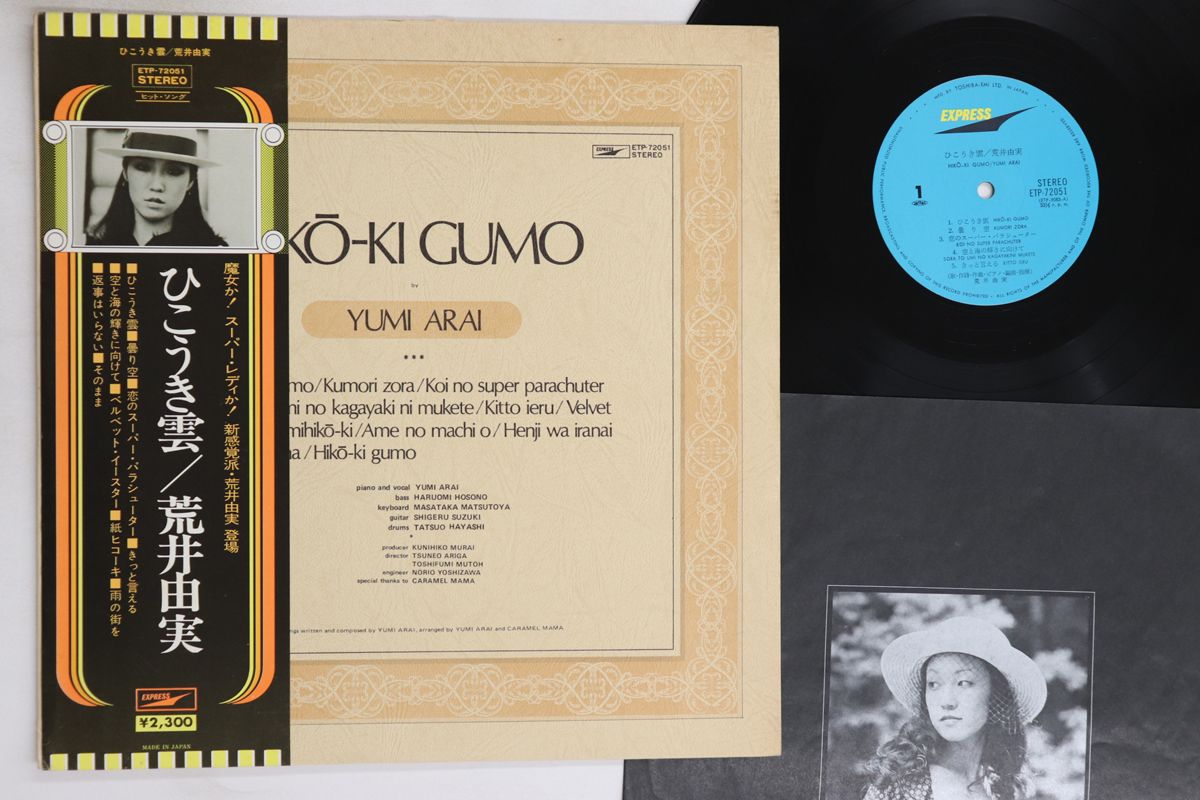 ひこうき雲/荒井由実
ETP-72051
STEREO
ヒット・ソング
魔女か!スーパー・レディか!新感覚派・荒井由実 登場
ひこうき雲/荒井由実
■ひこうき雲■曇り空■恋のスーパー・パラシューター■きっと言える
■空と海の輝きに向けて■ベルベット・イースター■紙ヒコーキ■雨の街を
■返事はいらない■そのまま
EXPRESS
¥2,300
MADE IN JAPAN
EXPRESS ETP-72051
STEREO
KŌ-KI GUMO
by
YUMI ARAI
***
mo/Kumori zora/Koi no super parachuter
ni no kagayaki ni mukete/Kitto ieru/Velvet
mihikō-ki/Ame no machi o/Henji wa iranai
na/Hikō-ki gumo
piano and vocal YUMI ARAI
bass HARUOMI HOSONO
keyboard MASATAKA MATSUTOYA
guitar SHIGERU SUZUKI
drums TATSUO HAYASHI
*
producer KUNIHIKO MURAI
director TSUNEO ARIGA
TOSHIFUMI MUTOH
engineer NORIO YOSHIZAWA
special thanks to CARAMEL MAMA
ngs written and composed by YUMI ARAI, arranged by YUMI ARAI and CARAMEL MAMA
MFD. BY TOSHIBA-EMI LTD. IN JAPAN
EXPRESS
ひこうき雲/荒井由実
HIKŌ-KI GUMO/YUMI ARAI
1
STEREO
ETP-72051
1. ひこうき雲 HIKŌ-KI GUMO
2. 曇り空 KUMORI ZORA
3. 恋のスーパー・パラシューター
KOI NO SUPER PARACHUTER
4. 空と海の輝きに向けて
SORA TO UMI NO KAGAYAKINI MUKETE
5. きっと言える KITTO IERU
荒井由実